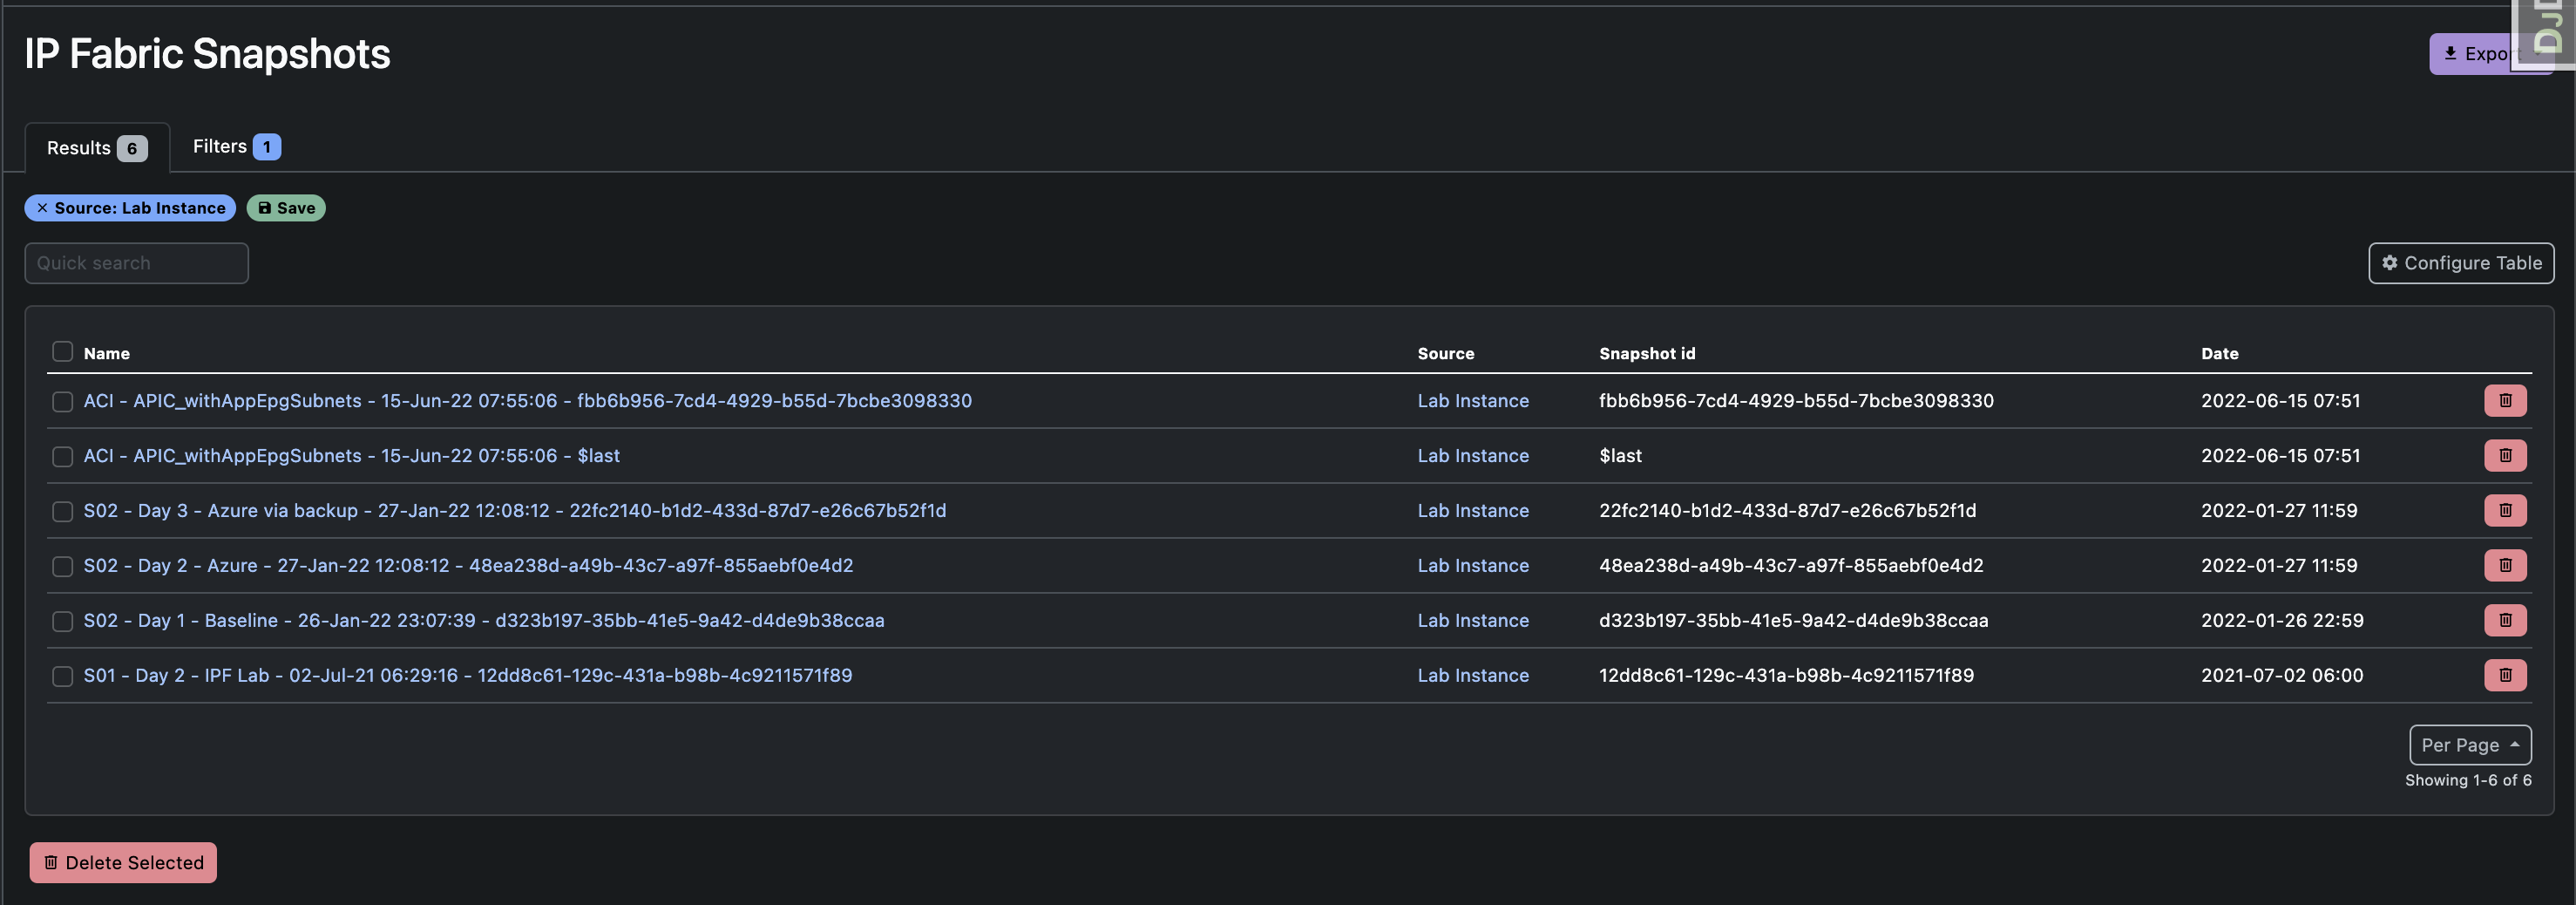 IP Fabric Snapshots
Expor
DjD
Results 6
Filters 1
× Source: Lab Instance
Save
Quick search
Configure Table
Name Source Snapshot id Date
ACI - APIC_withAppEpgSubnets - 15-Jun-22 07:55:06 - fbb6b956-7cd4-4929-b55d-7bcbe3098330 Lab Instance fbb6b956-7cd4-4929-b55d-7bcbe3098330 2022-06-15 07:51
ACI - APIC_withAppEpgSubnets - 15-Jun-22 07:55:06 - $last Lab Instance $last 2022-06-15 07:51
S02 - Day 3 - Azure via backup - 27-Jan-22 12:08:12 - 22fc2140-b1d2-433d-87d7-e26c67b52f1d Lab Instance 22fc2140-b1d2-433d-87d7-e26c67b52f1d 2022-01-27 11:59
S02 - Day 2 - Azure - 27-Jan-22 12:08:12 - 48ea238d-a49b-43c7-a97f-855aebf0e4d2 Lab Instance 48ea238d-a49b-43c7-a97f-855aebf0e4d2 2022-01-27 11:59
S02 - Day 1 - Baseline - 26-Jan-22 23:07:39 - d323b197-35bb-41e5-9a42-d4de9b38ccaa Lab Instance d323b197-35bb-41e5-9a42-d4de9b38ccaa 2022-01-26 22:59
S01 - Day 2 - IPF Lab - 02-Jul-21 06:29:16 - 12dd8c61-129c-431a-b98b-4c9211571f89 Lab Instance 12dd8c61-129c-431a-b98b-4c9211571f89 2021-07-02 06:00
Per Page
Showing 1-6 of 6
Delete Selected